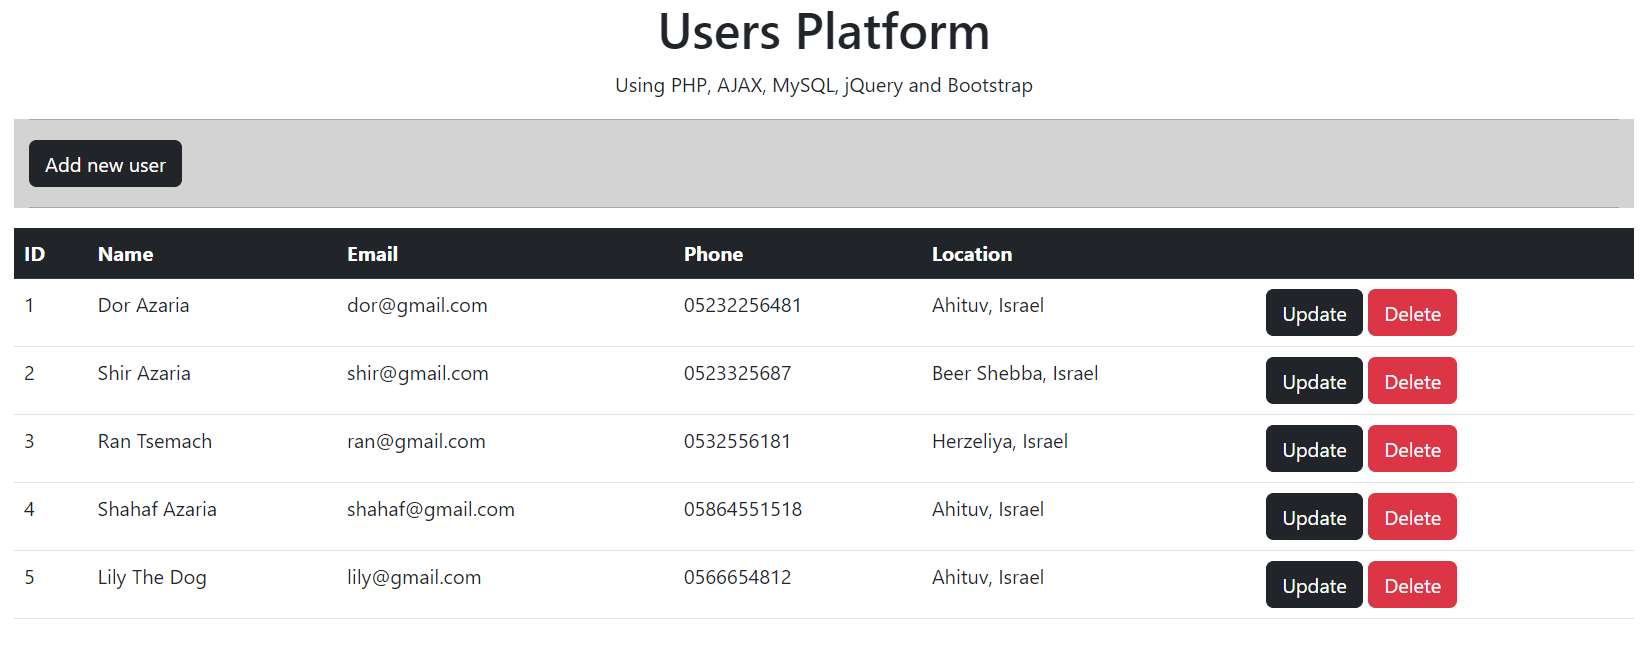 Users Platform
Using PHP, AJAX, MySQL, jQuery and Bootstrap
Add new user
ID Name Email Phone Location
1 Dor Azaria dor@gmail.com 05232256481 Ahituv, Israel Update Delete
2 Shir Azaria shir@gmail.com 0523325687 Beer Shebba, Israel Update Delete
3 Ran Tsemach ran@gmail.com 0532556181 Herzeliya, Israel Update Delete
4 Shahaf Azaria shahaf@gmail.com 05864551518 Ahituv, Israel Update Delete
5 Lily The Dog lily@gmail.com 0566654812 Ahituv, Israel Update Delete